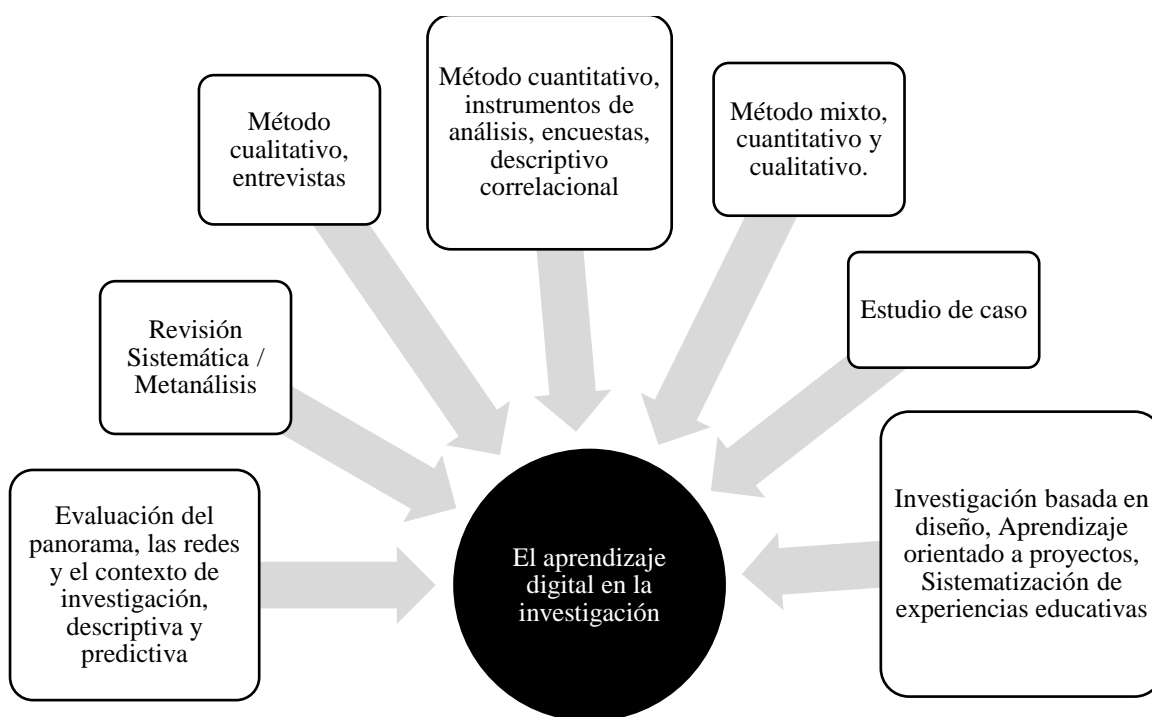 Método
cualitativo,
entrevistas
Método cuantitativo,
instrumentos de
análisis, encuestas,
descriptivo
correlacional
Método mixto,
cuantitativo y
cualitativo.
Revisión
Sistemática /
Metanálisis
Estudio de caso
Evaluación del
panorama, las redes
y el contexto de
investigación,
descriptiva y
predictiva
Investigación basada en
diseño, Aprendizaje
orientado a proyectos,
Sistematización de
experiencias educativas
El aprendizaje
digital en la
investigación